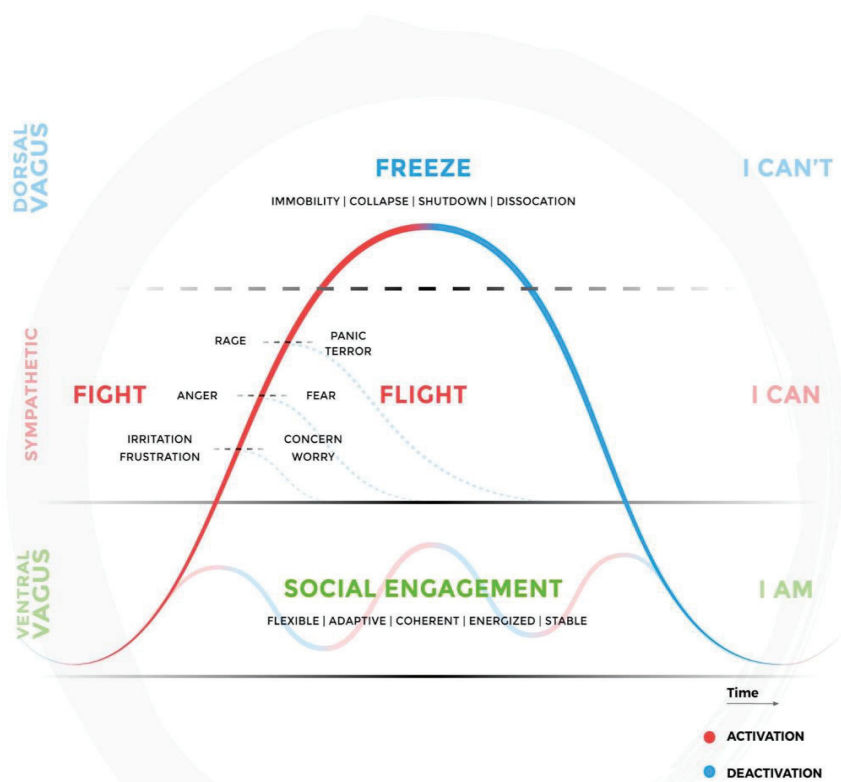 DORSAL
VAGUS
FREEZE
I CAN'T
IMMOBILITY | COLLAPSE | SHUTDOWN | DISSOCATION
SYMPATHETIC
RAGE
PANIC
TERROR
FIGHT
ANGER
FEAR
FLIGHT
I CAN
IRRITATION
FRUSTRATION
CONCERN
WORRY
VENTRAL
VAGUS
SOCIAL ENGAGEMENT
I AM
FLEXIBLE | ADAPTIVE | COHERENT | ENERGIZED | STABLE
Time
ACTIVATION
DEACTIVATION